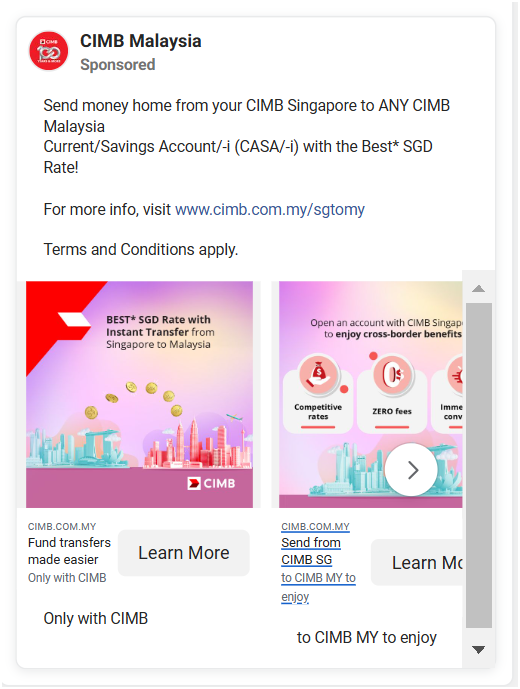 CIMB Malaysia
Sponsored
Send money home from your CIMB Singapore to ANY CIMB
Malaysia
Current/Savings Account/-i (CASA/-i) with the Best* SGD
Rate!
For more info, visit www.cimb.com.my/sgtomy
Terms and Conditions apply.
BEST* SGD Rate with
Instant Transfer from
Singapore to Malaysia
CIMB
Open an account with CIMB Singap
to enjoy cross-border benefits
Competitive
rates
ZERO fees
Imme
conv
CIMB.COM.MY
Fund transfers
made easier
Only with CIMB
Learn More
Only with CIMB
CIMB.COM.MY
Send from
CIMB SG
to CIMB MY to
enjoy
Learn Mo
to CIMB MY to enjoy